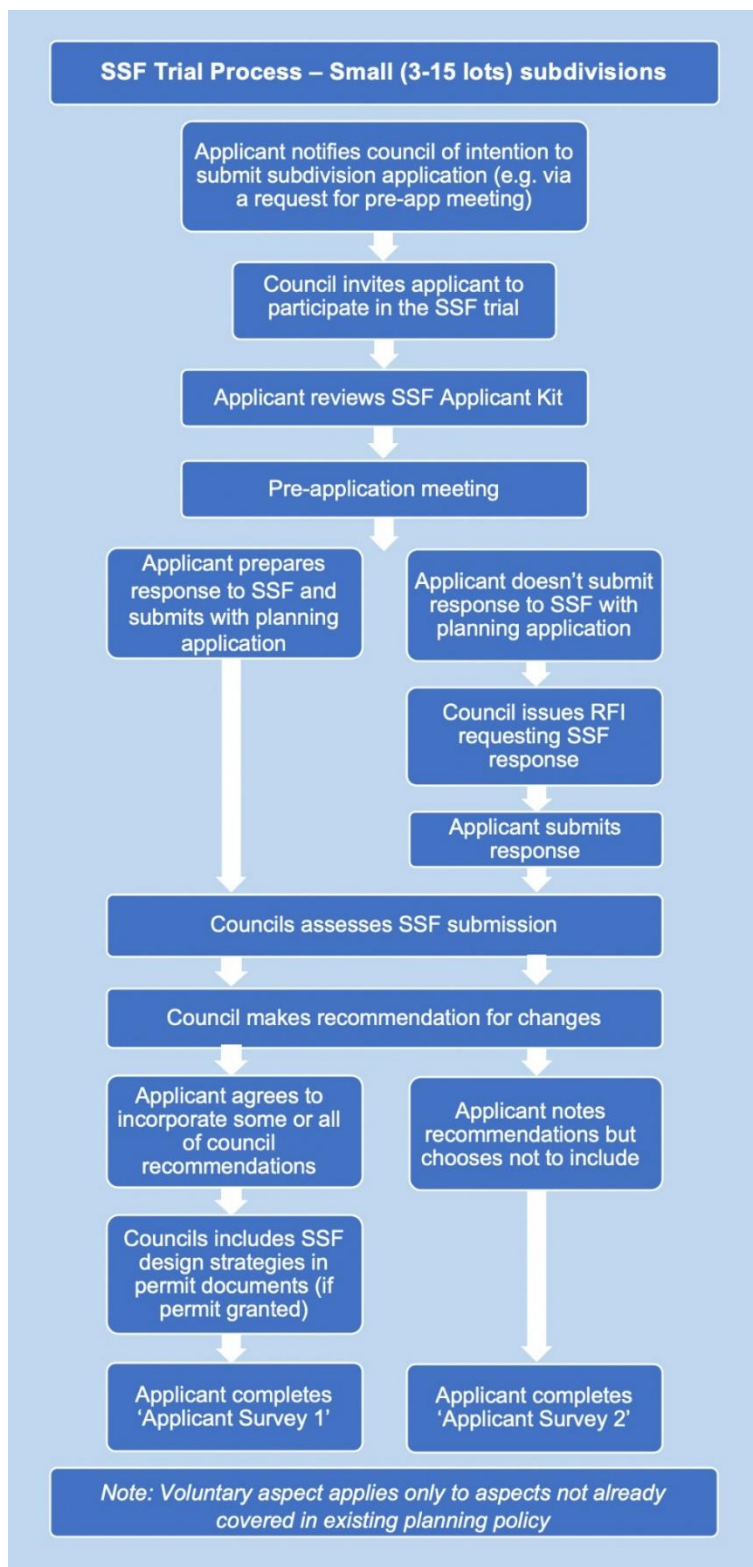 SSF Trial Process – Small (3-15 lots) subdivisions
Applicant notifies council of intention to
submit subdivision application (e.g. via
a request for pre-app meeting)
Council invites applicant to
participate in the SSF trial
Applicant reviews SSF Applicant Kit
Pre-application meeting
Applicant prepares
response to SSF and
submits with planning
application
Applicant doesn't submit
response to SSF with
planning application
Council issues RFI
requesting SSF
response
Applicant submits
response
Councils assesses SSF submission
Council makes recommendation for changes
Applicant agrees to
incorporate some or all
of council
recommendations
Applicant notes
recommendations but
chooses not to include
Councils includes SSF
design strategies in
permit documents (if
permit granted)
Applicant completes
‘Applicant Survey 1’
Applicant completes
‘Applicant Survey 2’
Note: Voluntary aspect applies only to aspects not already
covered in existing planning policy